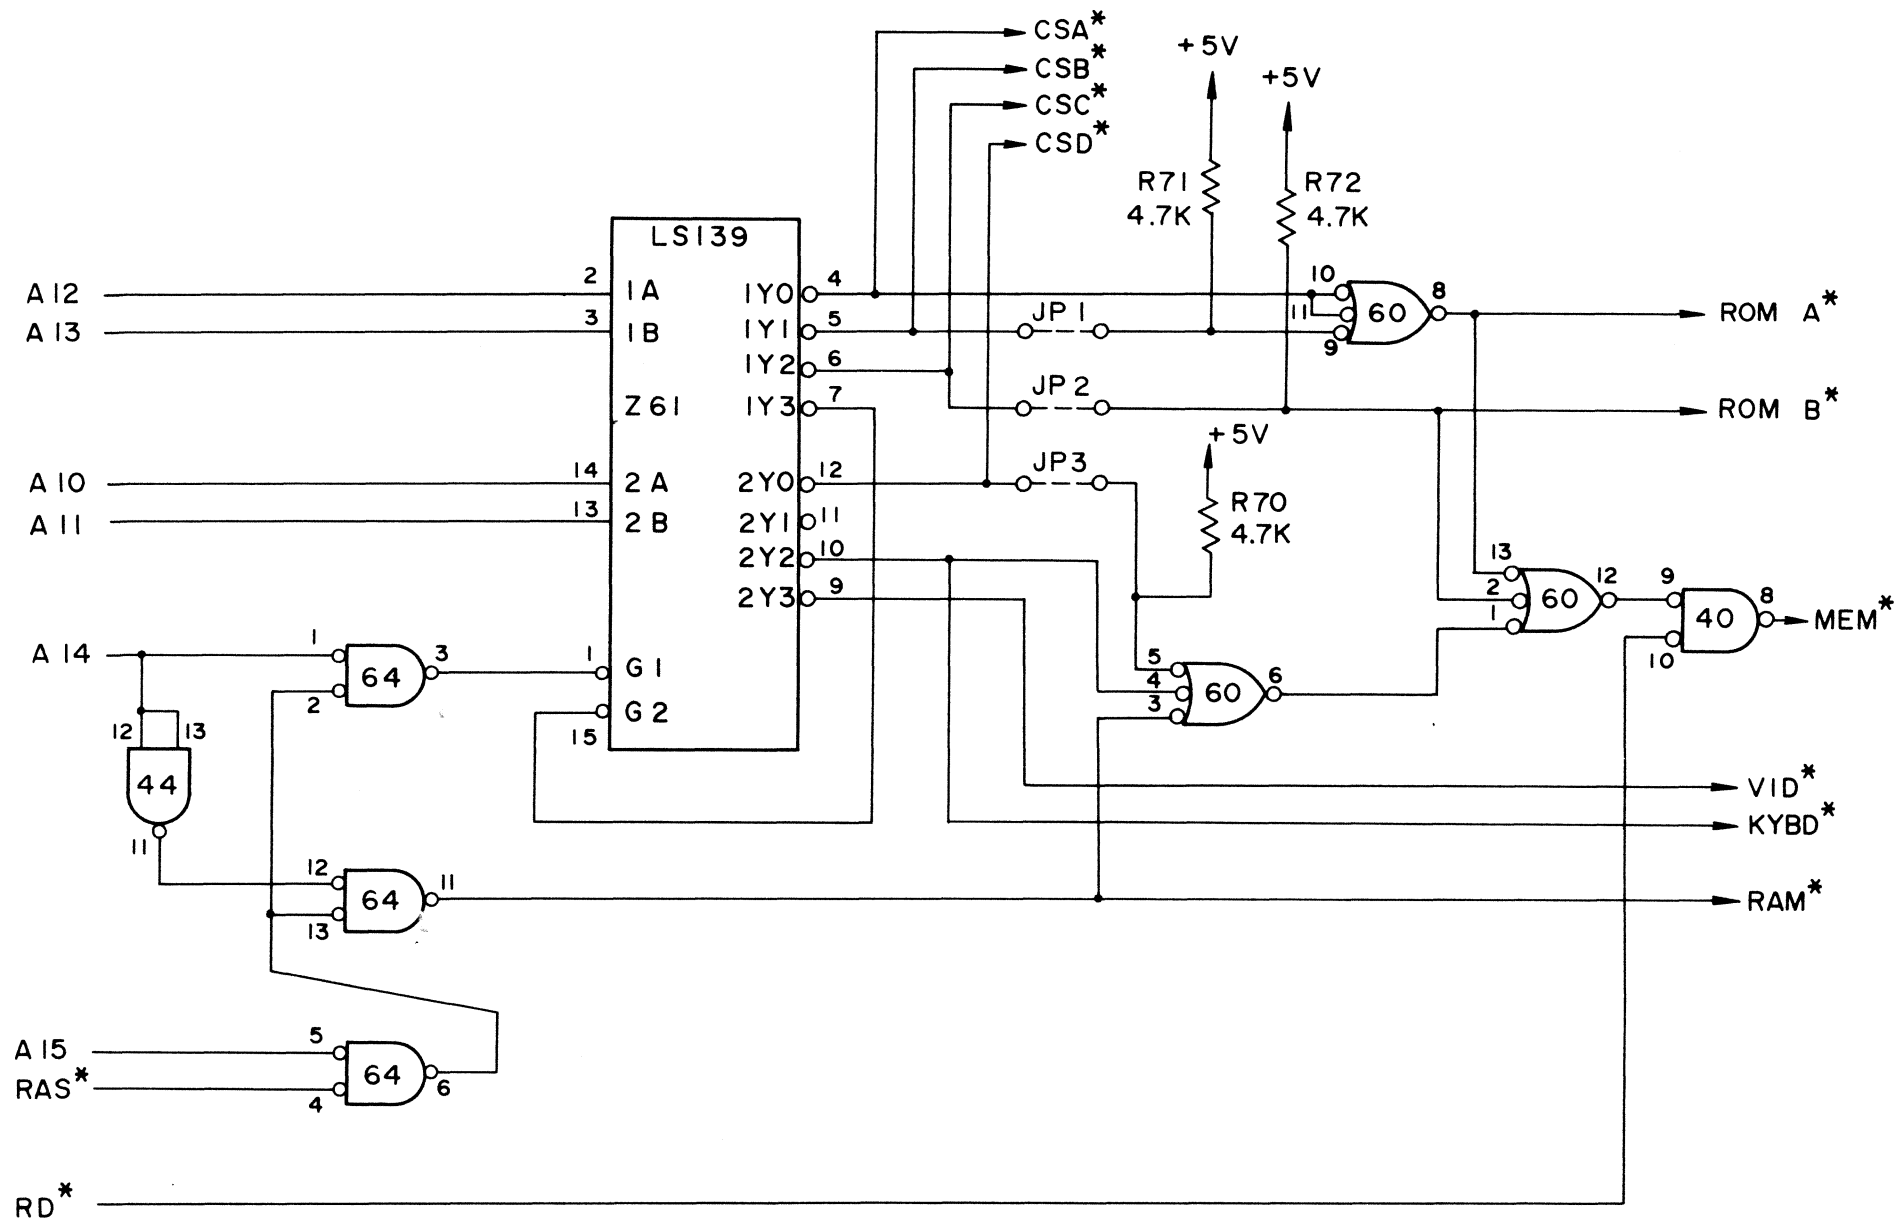 CSA*
CSB*
CSC*
CSD*
+5V
+5V
R71
4.7K
R72
4.7K
LS139
A12
2
1A
1Y0
4
10
11
9
60
8
ROM A*
A13
3
1B
1Y1
5
JP1
1Y2
6
Z61
1Y3
7
JP2
ROM B*
+5V
A10
14
2A
2Y0
12
JP3
R70
4.7K
A11
13
2B
2Y1
11
2Y2
10
2Y3
9
13
2
1
60
12
9
10
40
8
MEM*
A14
1
2
64
3
1
G1
G2
15
5
4
3
60
6
12
13
44
11
VID*
KYBD*
12
13
64
11
RAM*
A15
RAS*
5
4
64
6
RD*